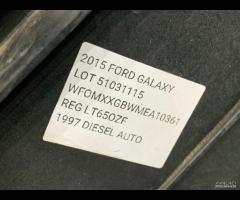 2015 FORD GALAXY
LOT 51031115
WFOMXXGBWMEA10361
REG LT65OZF
1997 DIESEL AUTO